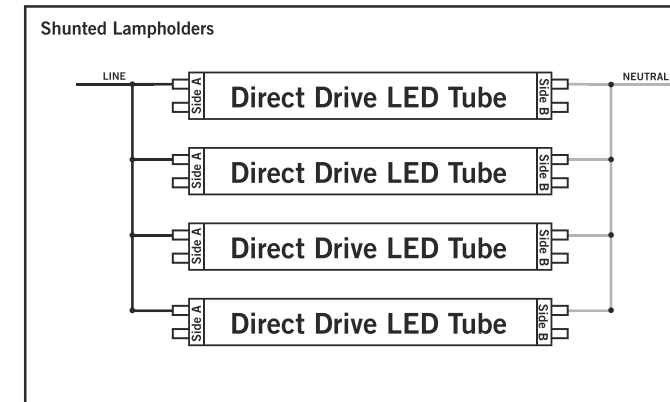 Shunted Lampholders
LINE
NEUTRAL
Side A
Direct Drive LED Tube
Side B
Side A
Direct Drive LED Tube
Side B
Side A
Direct Drive LED Tube
Side B
Side A
Direct Drive LED Tube
Side B